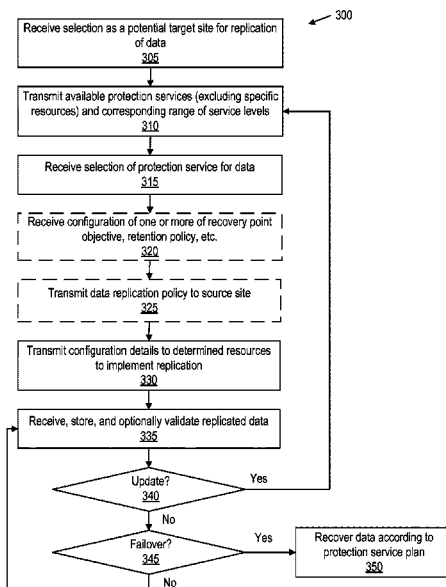 300
Receive selection as a potential target site for replication
of data
305
Transmit available protection services (excluding specific
resources) and corresponding range of service levels
310
Receive selection of protection service for data
315
Receive configuration of one or more of recovery point
objective, retention policy, etc.
320
Transmit data replication policy to source site
325
Transmit configuration details to determined resources
to implement replication
330
Receive, store, and optionally validate replicated data
335
Update?
340
Yes
No
Failover?
345
Yes
No
Recover data according to
protection service plan
350